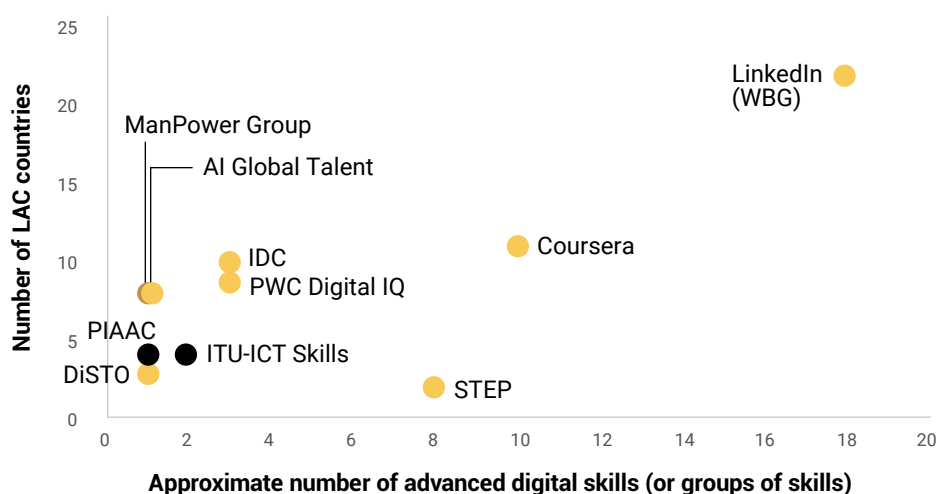 Number of LAC countries
25
20
15
10
5
0
LinkedIn
(WBG)
ManPower Group
AI Global Talent
Coursera
IDC
PWC Digital IQ
PIAAC
ITU-ICT Skills
DiSTO
STEP
0 2 4 6 8 10 12 14 16 18 20
Approximate number of advanced digital skills (or groups of skills)